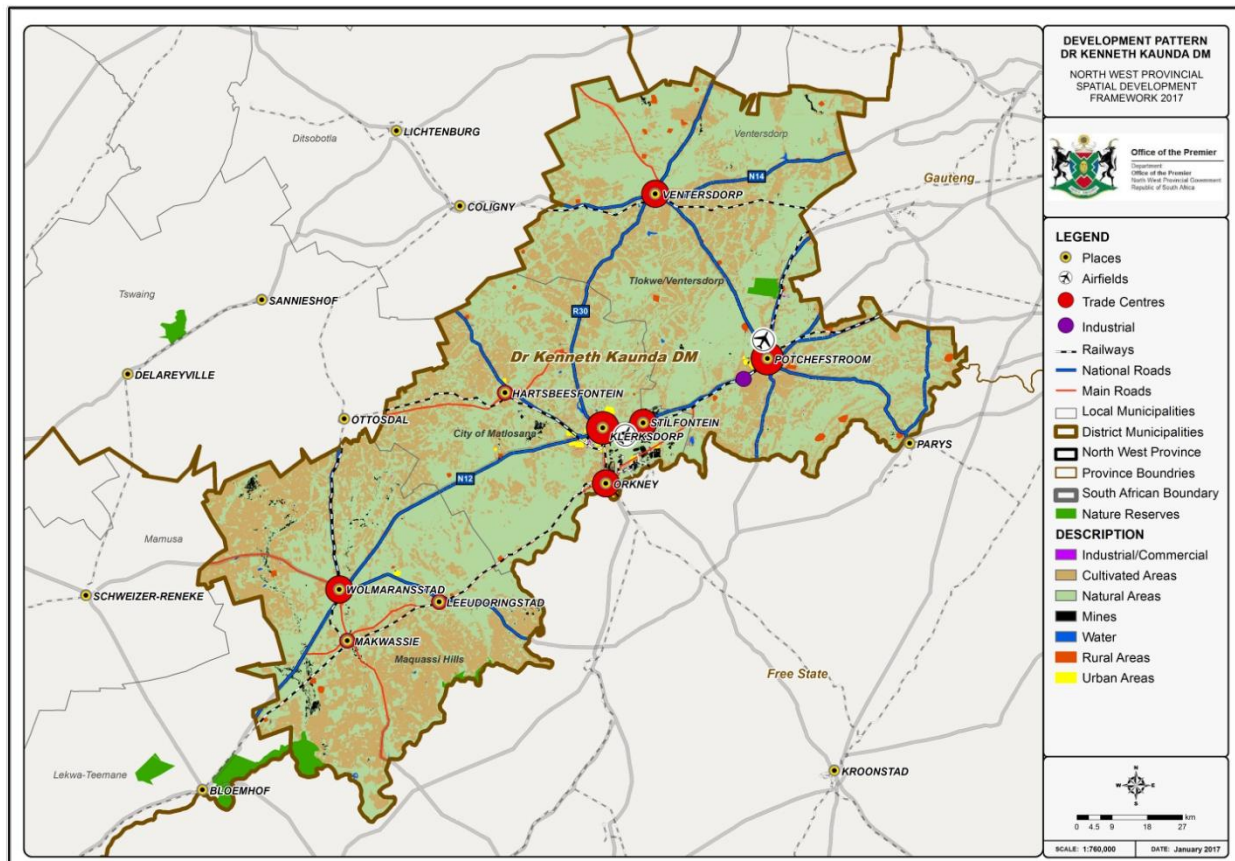 DEVELOPMENT PATTERN
DR KENNETH KAUNDA DM
NORTH WEST PROVINCIAL
SPATIAL DEVELOPMENT
FRAMEWORK 2017
Office of the Premier
Department:
Office of the Premier
North West Provincial Government
Republic of South Africa
LEGEND
Places
Airfields
Trade Centres
Industrial
Railways
National Roads
Main Roads
Local Municipalities
District Municipalities
North West Province
Province Boundries
South African Boundary
Nature Reserves
DESCRIPTION
Industrial/Commercial
Cultivated Areas
Natural Areas
Mines
Water
Rural Areas
Urban Areas
N
W E
S
km
0 4.5 9 18 27
SCALE: 1:760,000
DATE: January 2017
LICHTENBURG
Ditsobotla
Ventersdorp
Gauteng
N14
VENTERSDORP
COLIGNY
Tlokwe/Ventersdorp
Tswaing
SANNIESHOF
R30
Dr Kenneth Kaunda DM
POTCHEFSTROOM
DELAREYVILLE
HARTSBEESFONTEIN
OTTOSDAL
STILFONTEIN
KLERKSDORP
City of Matlosana
PARYS
N12
ORKNEY
Mamusa
WOLMARANSSTAD
SCHWEIZER-RENEKE
LEEUDORINGSTAD
MAKWASSIE
Maquassi Hills
Free State
Lekwa-Teemane
KROONSTAD
BLOEMHOF